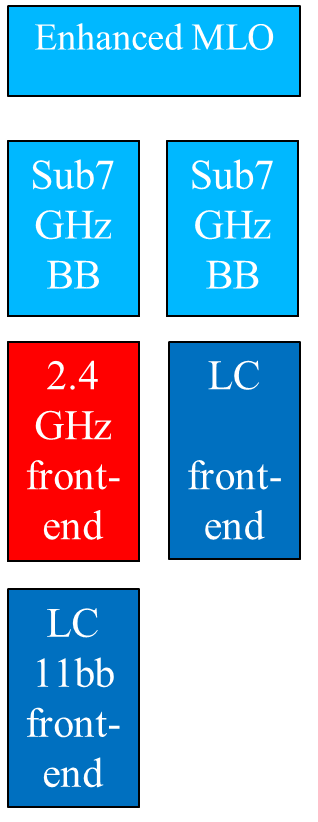 Enhanced MLO
Sub7
GHz
BB
Sub7
GHz
BB
2.4
GHz
front-
end
LC
front-
end
LC
11bb
front-
end